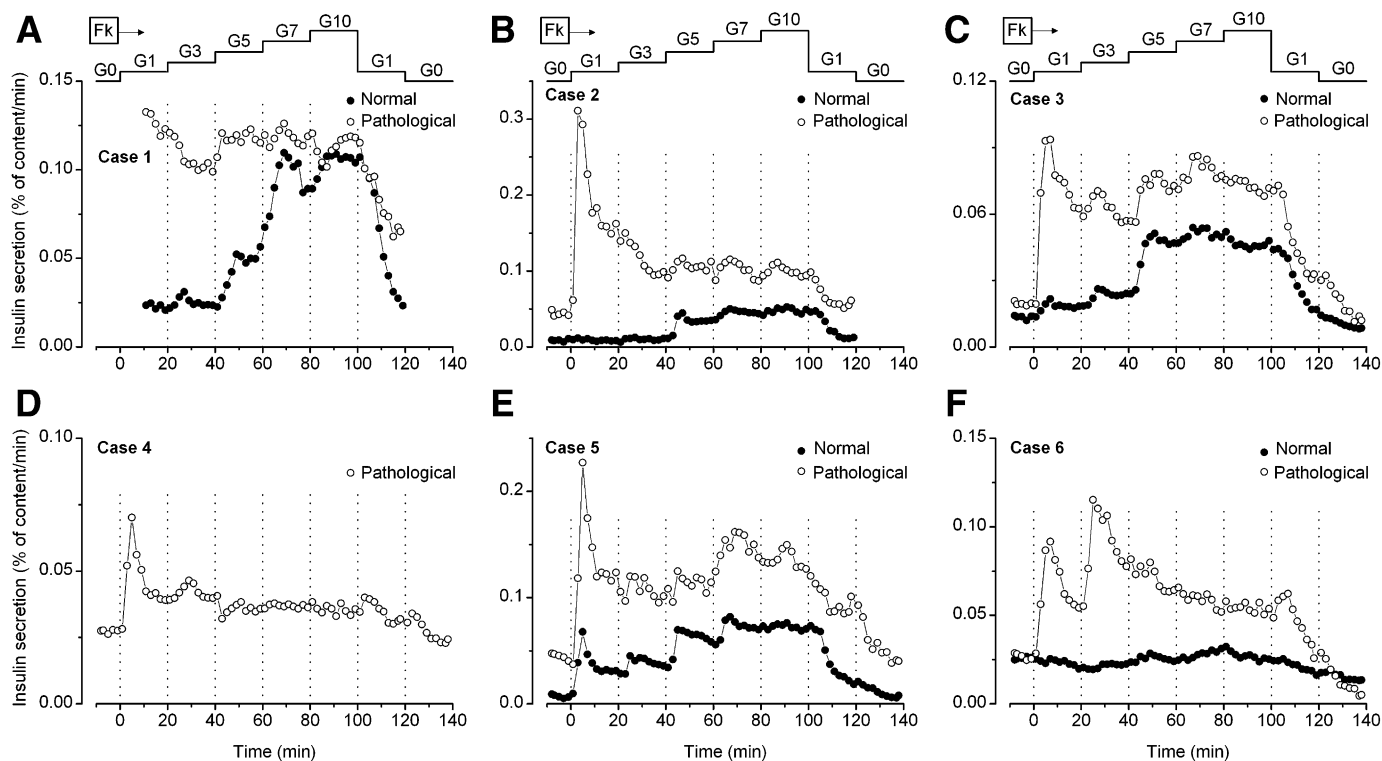 A
Fk
G0 G1 G3 G5 G7 G10 G1 G0
Insulin secretion (% of content/min)
0.15
0.10
0.05
0.00
Case 1
Normal
Pathological
0 20 40 60 80 100 120 140
B
Fk
G0 G1 G3 G5 G7 G10 G1 G0
0.3
0.2
0.1
0.0
Case 2
Normal
Pathological
0 20 40 60 80 100 120 140
C
Fk
G0 G1 G3 G5 G7 G10 G1 G0
0.12
0.06
0.00
Case 3
Normal
Pathological
0 20 40 60 80 100 120 140
D
Insulin secretion (% of content/min)
0.10
0.05
0.00
Case 4
Pathological
0 20 40 60 80 100 120 140
Time (min)
E
0.2
0.1
0.0
Case 5
Normal
Pathological
0 20 40 60 80 100 120 140
Time (min)
F
0.15
0.10
0.05
0.00
Case 6
Normal
Pathological
0 20 40 60 80 100 120 140
Time (min)